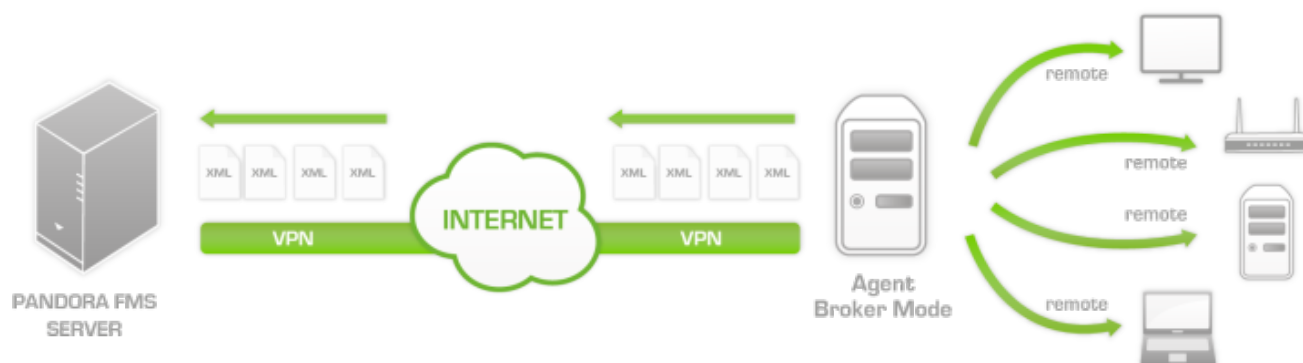 PANDORA FMS
SERVER
XML XML XML XML
VPN
INTERNET
XML XML XML XML
VPN
Agent
Broker Mode
remote
remote
remote
remote